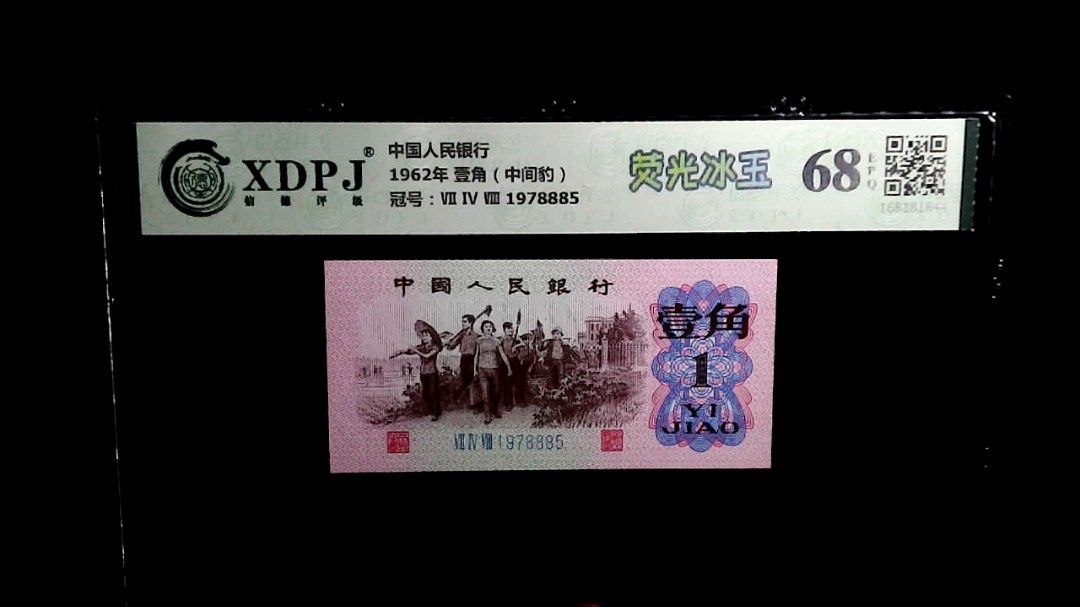 XDPJ®
信德评级
中国人民银行
1962年 壹角（中间豹）
冠号：Ⅶ Ⅳ Ⅷ 1978885
荧光冰王
68
EPQ
中國人民銀行
壹角
1
YI
JIAO
Ⅶ Ⅳ Ⅷ 1978885